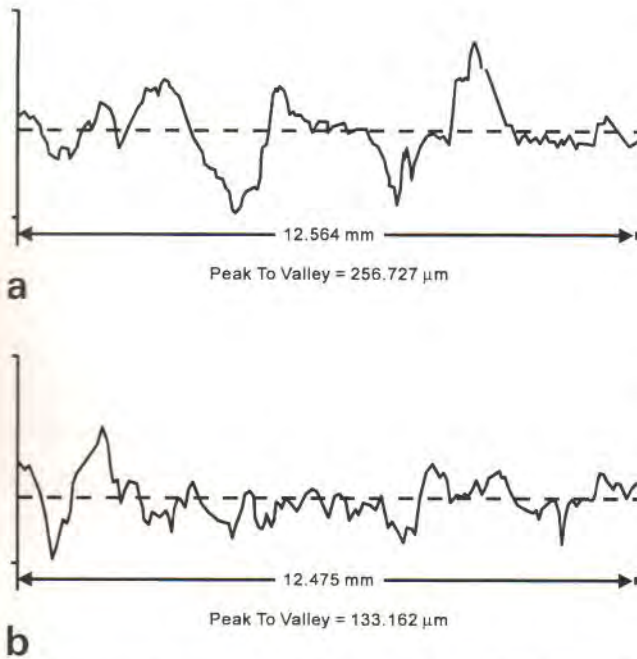 12.564 mm
Peak To Valley = 256.727 μm
a
12.475 mm
Peak To Valley = 133.162 μm
b